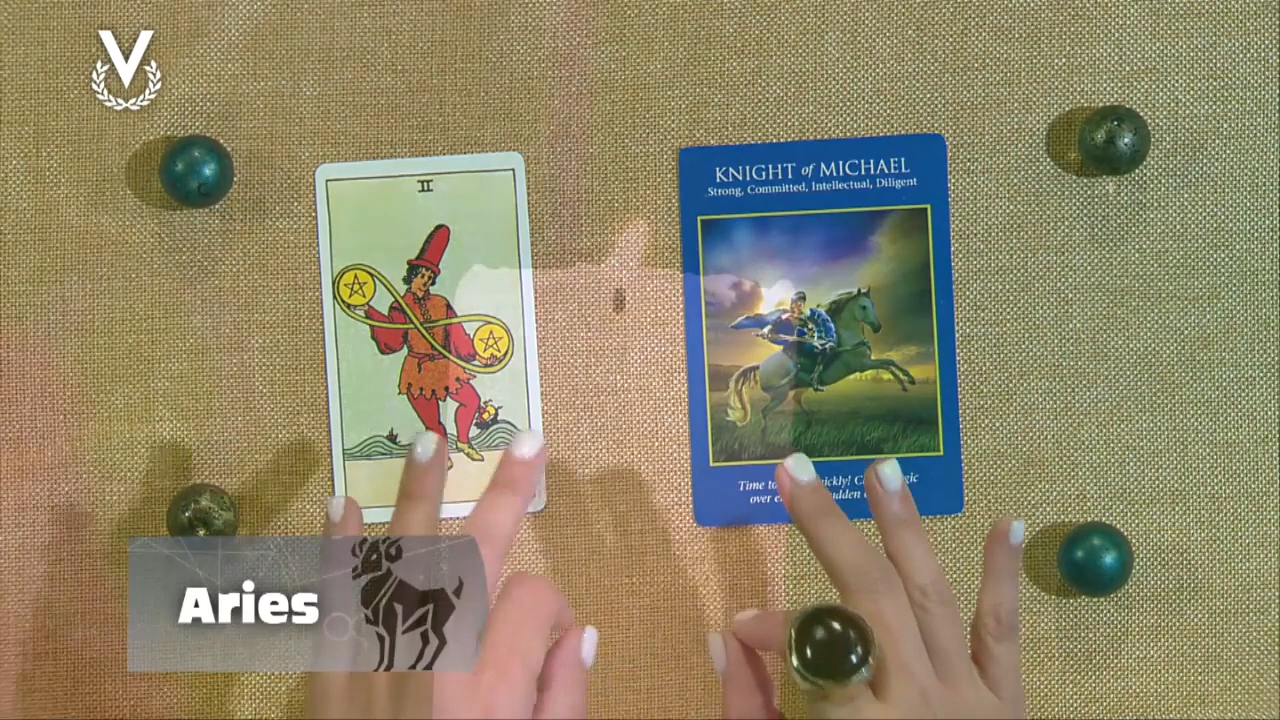 V
II
KNIGHT of MICHAEL
Strong, Committed, Intellectual, Diligent
Time to
over
Aries